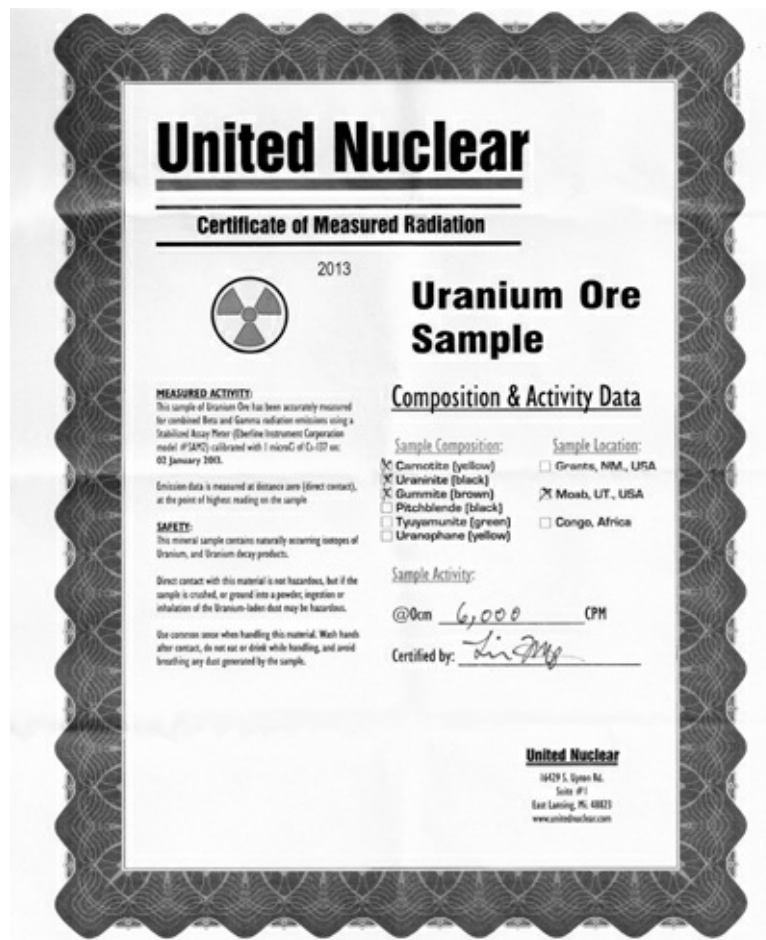 United Nuclear
Certificate of Measured Radiation
2013
Uranium Ore
Sample
MEASURED ACTIVITY:
This sample of Uranium Ore has been accurately measured
for combined Beta and Gamma radiation emissions using a
Stabilized Assay Meter (Eberline Instrument Corporation
model #SAM2) calibrated with 1 microCi of Cs-137 on:
02 January 2013.
Emission data is measured at distance zero (direct contact),
at the point of highest reading on the sample
SAFETY:
This mineral sample contains naturally occurring isotopes of
Uranium, and Uranium decay products.
Direct contact with this material is not hazardous, but if the
sample is crushed, or ground into a powder, ingestion or
inhalation of the Uranium-laden dust may be hazardous.
Use common sense when handling this material. Wash hands
after contact, do not eat or drink while handling, and avoid
breathing any dust generated by the sample.
Composition & Activity Data
Sample Composition:
X Carnotite (yellow)
X Uraninite (black)
X Gummite (brown)
Pitchblende (black)
Tyuyamunite (green)
Uranophane (yellow)
Sample Location:
Grants, NM., USA
X Moab, UT., USA
Congo, Africa
Sample Activity:
@0cm 6,000 CPM
Certified by:
United Nuclear
16429 S. Upton Rd.
Suite #1
East Lansing, Mi. 48823
www.unitednuclear.com